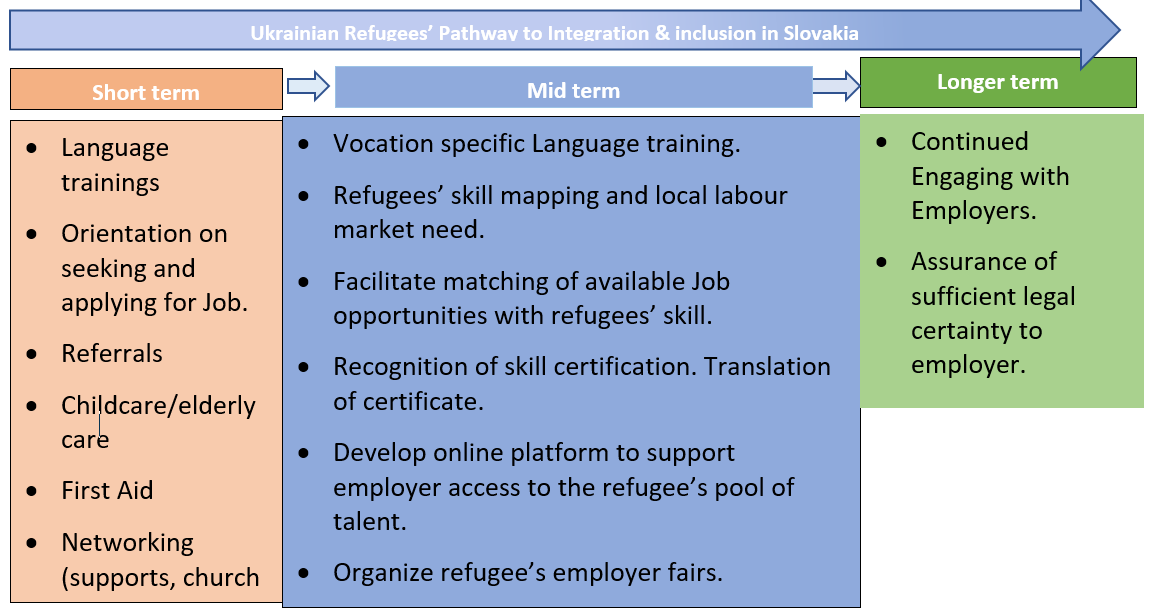 Ukrainian Refugees’ Pathway to Integration & inclusion in Slovakia
Short term
Mid term
Longer term
Language
trainings
Orientation on
seeking and
applying for Job.
Referrals
Childcare/elderly
care
First Aid
Networking
(supports, church
Vocation specific Language training.
Refugees’ skill mapping and local labour
market need.
Facilitate matching of available Job
opportunities with refugees’ skill.
Recognition of skill certification. Translation
of certificate.
Develop online platform to support
employer access to the refugee’s pool of
talent.
Organize refugee’s employer fairs.
Continued
Engaging with
Employers.
Assurance of
sufficient legal
certainty to
employer.